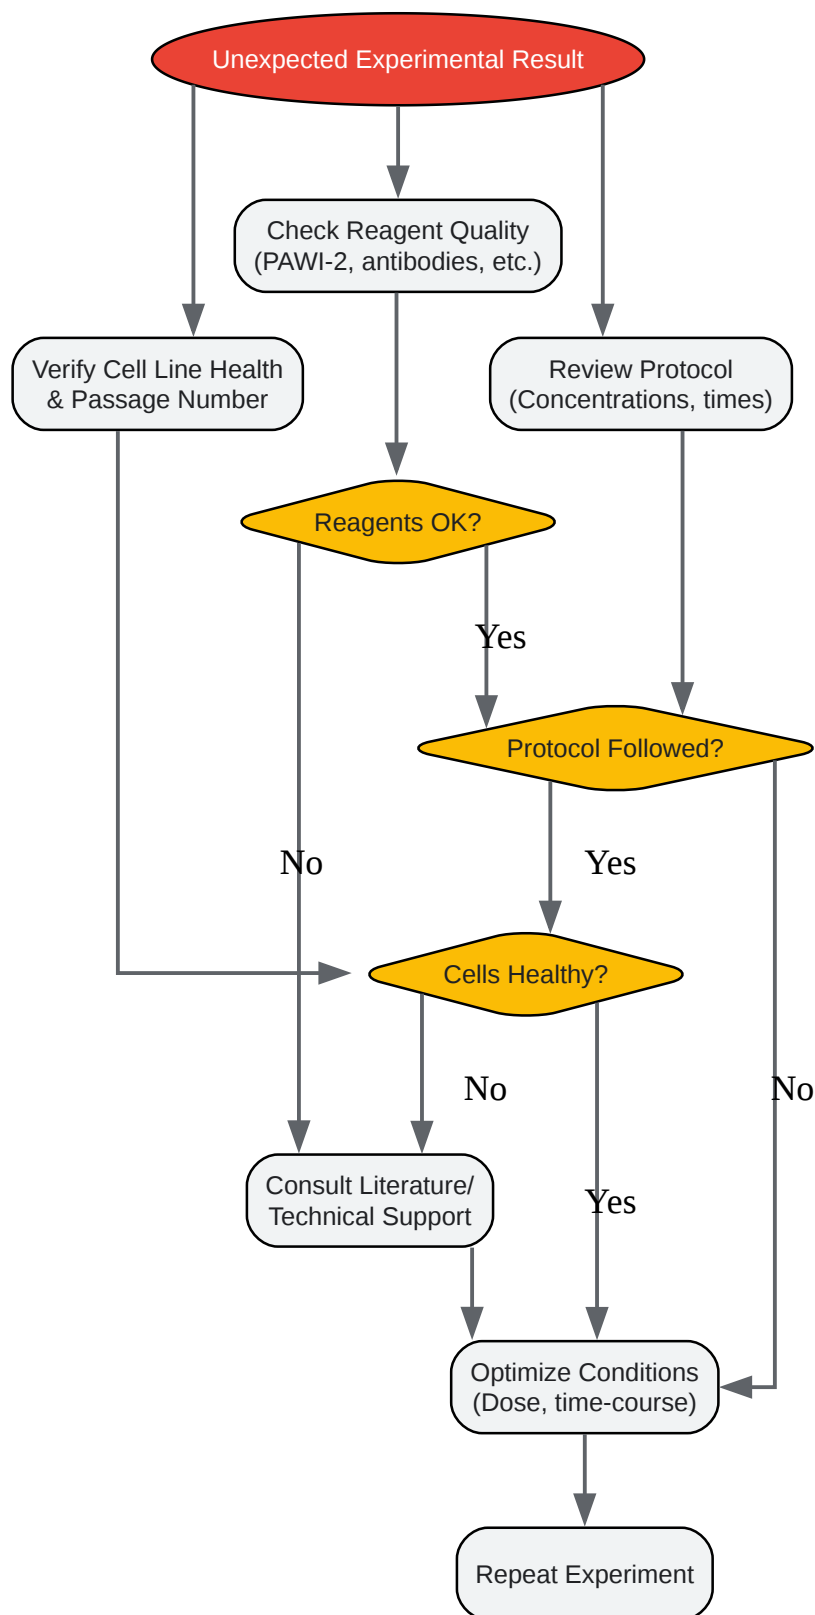 Unexpected Experimental Result
Check Reagent Quality
(PAWI-2, antibodies, etc.)
Verify Cell Line Health
& Passage Number
Review Protocol
(Concentrations, times)
Reagents OK?
Yes
Protocol Followed?
No
Yes
Cells Healthy?
No
No
Consult Literature/
Technical Support
Yes
Optimize Conditions
(Dose, time-course)
Repeat Experiment